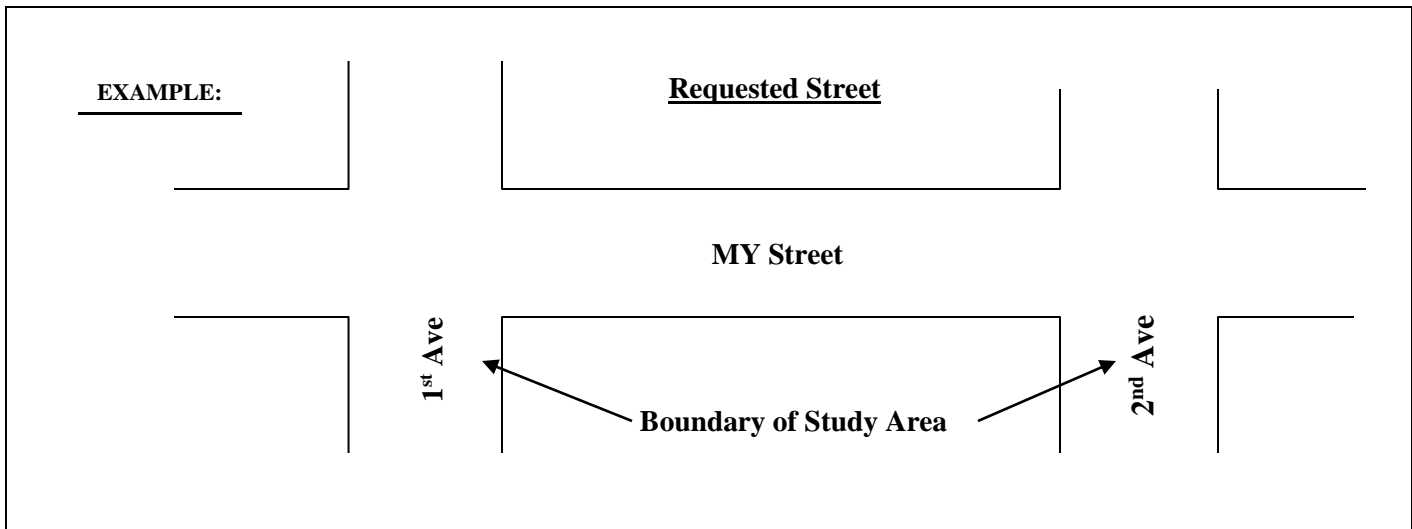 EXAMPLE:
Requested Street
MY Street
1st Ave
2nd Ave
Boundary of Study Area